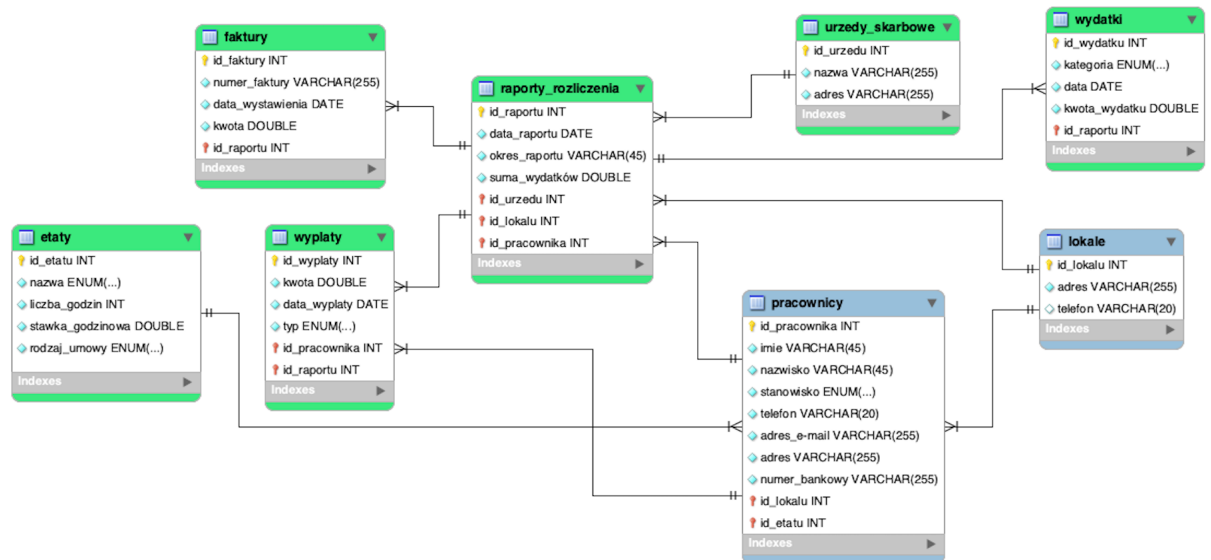 faktury
id_faktury INT
numer_faktury VARCHAR(255)
data_wystawienia DATE
kwota DOUBLE
id_raportu INT
Indexes
raporty_rozliczenia
id_raportu INT
data_raportu DATE
okres_raportu VARCHAR(45)
suma_wydatków DOUBLE
id_urzedu INT
id_lokalu INT
id_pracownika INT
Indexes
urzedy_skarbowe
id_urzedu INT
nazwa VARCHAR(255)
adres VARCHAR(255)
Indexes
wydatki
id_wydatku INT
kategoria ENUM(...)
data DATE
kwota_wydatku DOUBLE
id_raportu INT
Indexes
etaty
id_etatu INT
nazwa ENUM(...)
liczba_godzin INT
stawka_godzinowa DOUBLE
rodzaj_umowy ENUM(...)
Indexes
wyplaty
id_wyplaty INT
kwota DOUBLE
data_wyplaty DATE
typ ENUM(...)
id_pracownika INT
id_raportu INT
Indexes
pracownicy
id_pracownika INT
imie VARCHAR(45)
nazwisko VARCHAR(45)
stanowisko ENUM(...)
telefon VARCHAR(20)
adres_e-mail VARCHAR(255)
adres VARCHAR(255)
numer_bankowy VARCHAR(255)
id_lokalu INT
id_etatu INT
Indexes
lokale
id_lokalu INT
adres VARCHAR(255)
telefon VARCHAR(20)
Indexes